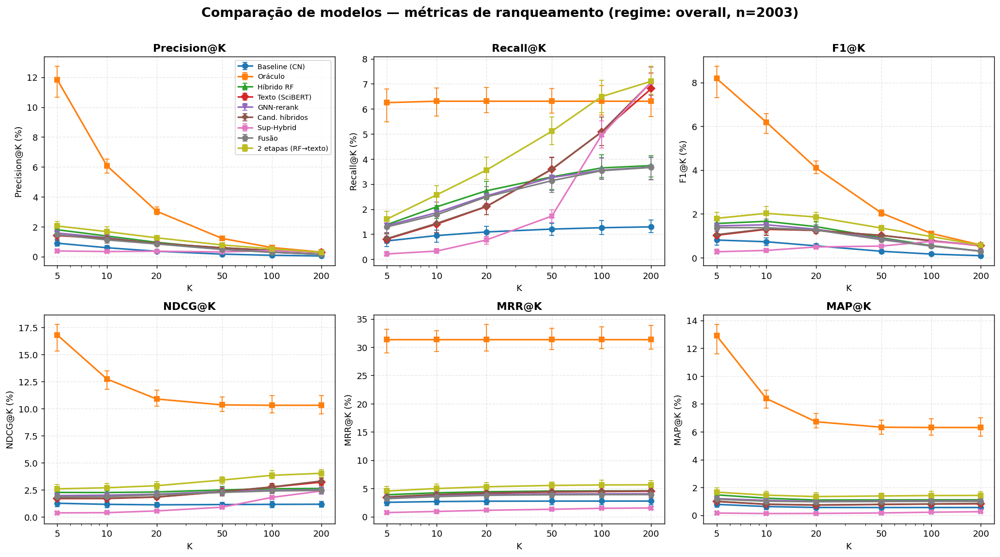 Comparação de modelos — métricas de ranqueamento (regime: overall, n=2003)
Precision@K
Precision@K (%)
12
10
8
6
4
2
0
Baseline (CN)
Oráculo
Híbrido RF
Texto (SciBERT)
GNN-rerank
Cand. híbridos
Sup-Hybrid
Fusão
2 etapas (RF→texto)
5 10 20 50 100 200
K
Recall@K
Recall@K (%)
8
7
6
5
4
3
2
1
0
5 10 20 50 100 200
K
F1@K
F1@K (%)
8
6
4
2
0
5 10 20 50 100 200
K
NDCG@K
NDCG@K (%)
17.5
15.0
12.5
10.0
7.5
5.0
2.5
0.0
5 10 20 50 100 200
K
MRR@K
MRR@K (%)
35
30
25
20
15
10
5
0
5 10 20 50 100 200
K
MAP@K
MAP@K (%)
14
12
10
8
6
4
2
0
5 10 20 50 100 200
K